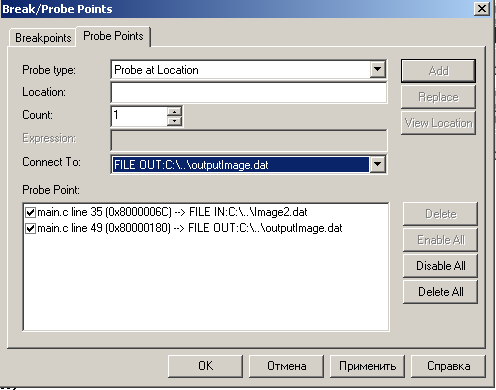 Break/Probe Points
Breakpoints
Probe Points
Probe type:
Probe at Location
Add
Location:
Replace
Count:
1
View Location
Expression:
Connect To:
FILE OUT:C:\..\outputImage.dat
Probe Point:
main.c line 35 (0x8000006C) --> FILE IN:C:\..\Image2.dat
main.c line 49 (0x80000180) --> FILE OUT:C:\..\outputImage.dat
Delete
Enable All
Disable All
Delete All
OK
Отмена
Применить
Справка